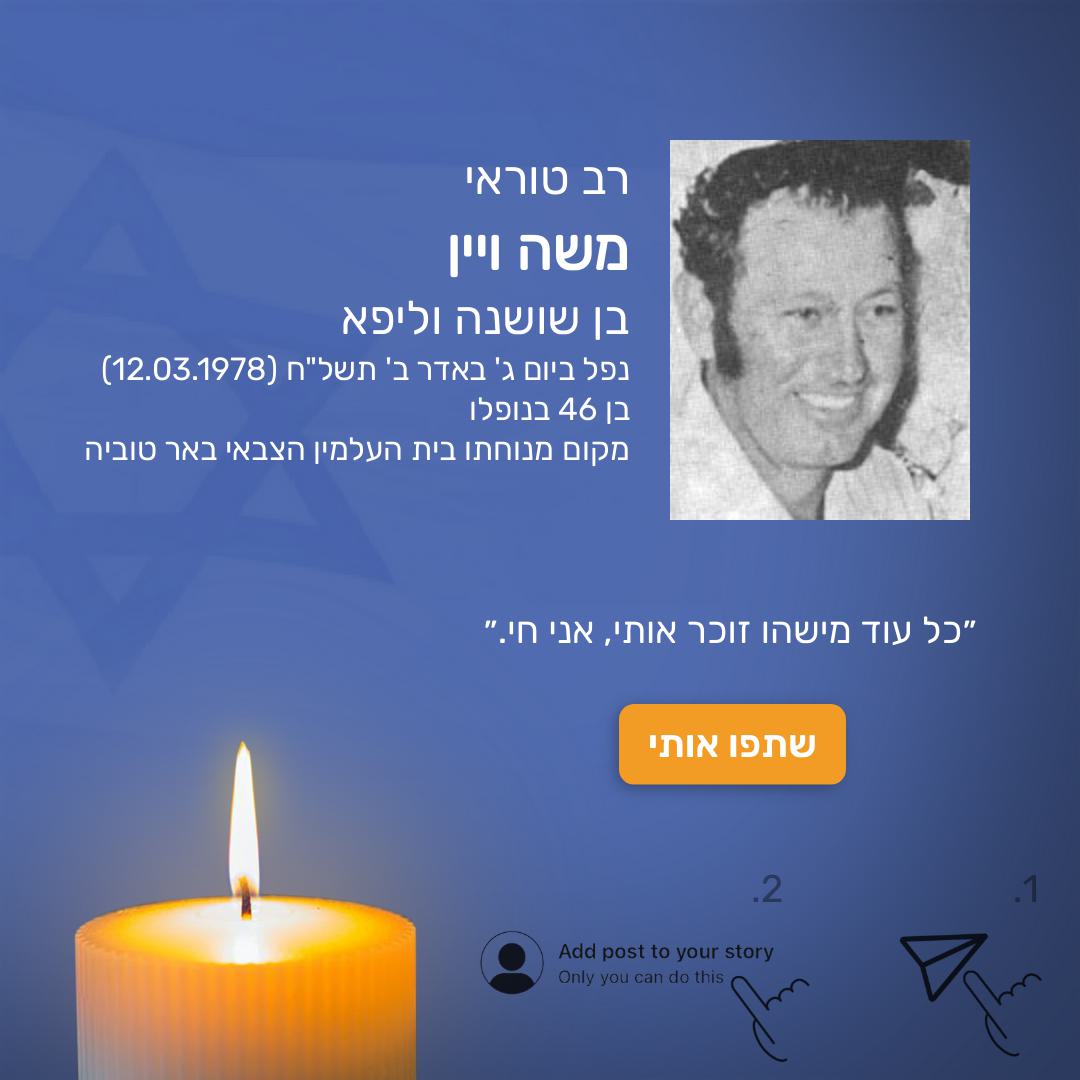 רב טוראי
משה ויין
בן שושנה וליפא
נפל ביום ג' באדר ב' תשל"ח (12.03.1978)
בן 46 בנופלו
מקום מנוחתו בית העלמין הצבאי באר טוביה
״כל עוד מישהו זוכר אותי, אני חי.״
שתפו אותי
1.
2.
Add post to your story
Only you can do this